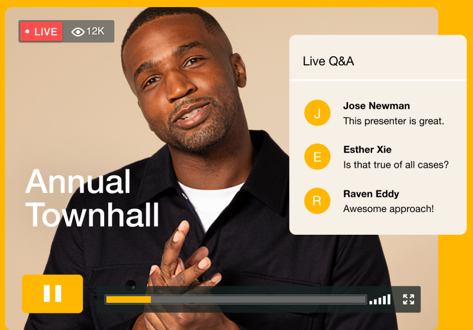 LIVE
12K
Live Q&A
J
Jose Newman
This presenter is great.
E
Esther Xie
Is that true of all cases?
R
Raven Eddy
Awesome approach!
Annual
Townhall